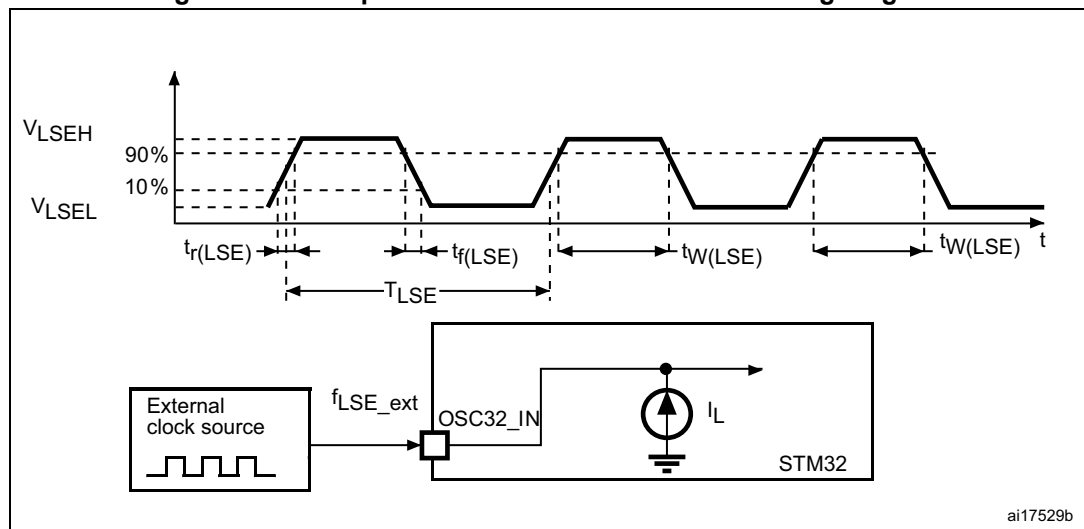 VLSEH
90%
10%
VLSEL
tr(LSE)
tf(LSE)
tW(LSE)
tW(LSE)
t
TLSE
External
clock source
fLSE_ext
OSC32_IN
IL
STM32
ai17529b